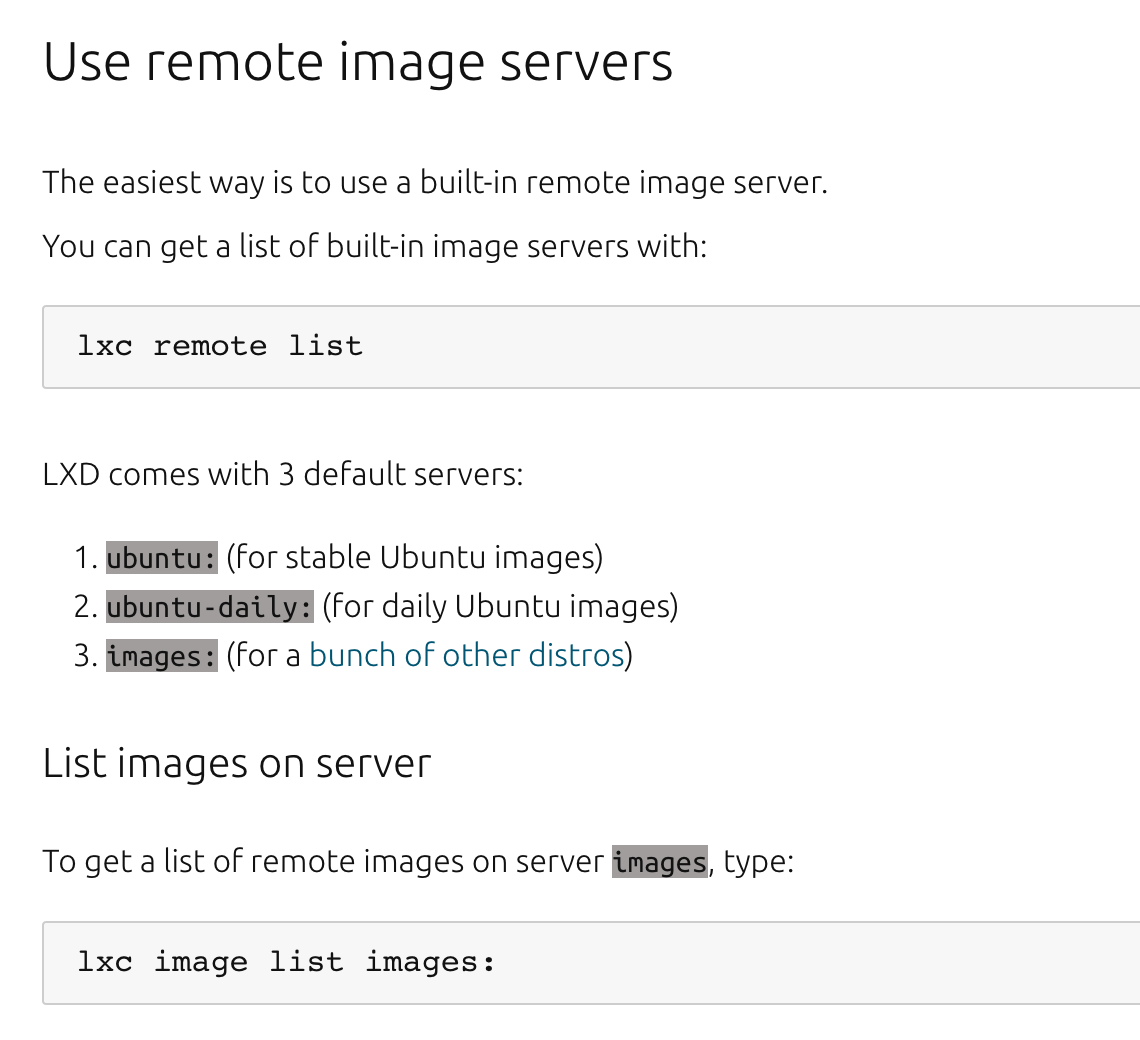 Use remote image servers
The easiest way is to use a built-in remote image server.
You can get a list of built-in image servers with:
lxc remote list
LXD comes with 3 default servers:
1. ubuntu: (for stable Ubuntu images)
2. ubuntu-daily: (for daily Ubuntu images)
3. images: (for a bunch of other distros)
List images on server
To get a list of remote images on server images, type:
lxc image list images: